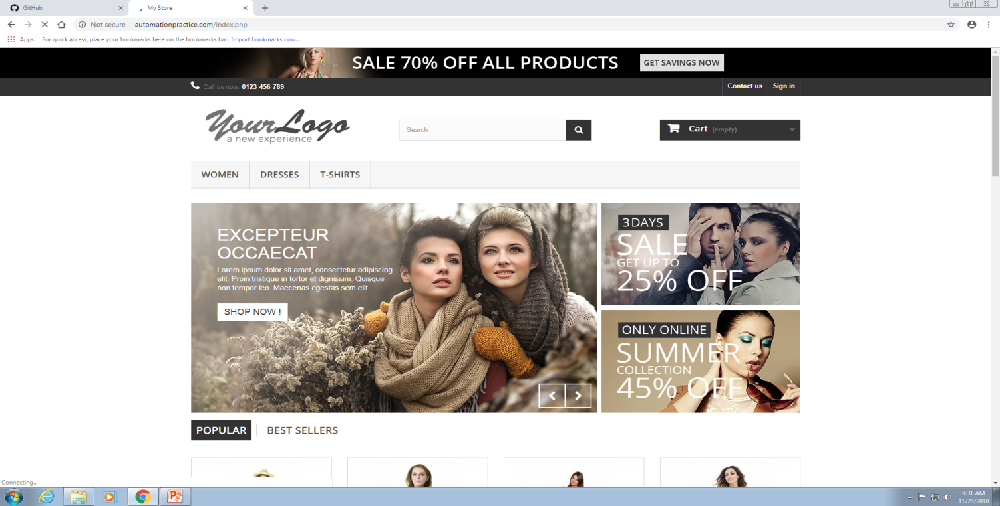 GitHub
My Store
Not secure | automationpractice.com/index.php
Apps For quick access, place your bookmarks here on the bookmarks bar. Import bookmarks now...
SALE 70% OFF ALL PRODUCTS GET SAVINGS NOW
Call us now: 0123-456-789
Contact us Sign in
YourLogo
a new experience
Search
Cart (empty)
WOMEN DRESSES T-SHIRTS
EXCEPTEUR
OCCAECAT
Lorem ipsum dolor sit amet, consectetur adipiscing
elit. Proin tristique in tortor et dignissim. Quisque
non tempor leo. Maecenas egestas sem elit
SHOP NOW !
3 DAYS
SALE
GET UP TO
25% OFF
ONLY ONLINE
SUMMER
COLLECTION
45% OFF
POPULAR BEST SELLERS
Connecting...
9:31 AM
11/28/2018